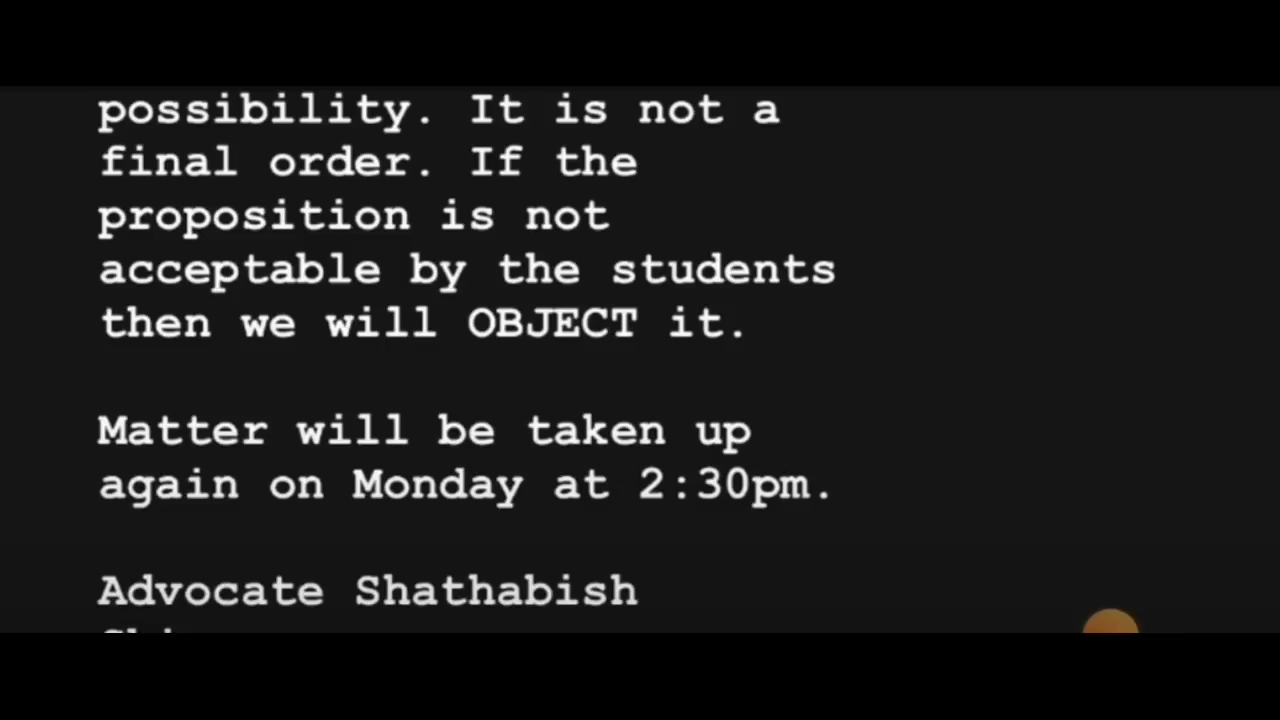 possibility. It is not a
final order. If the
proposition is not
acceptable by the students
then we will OBJECT it.
Matter will be taken up
again on Monday at 2:30pm.
Advocate Shathabish